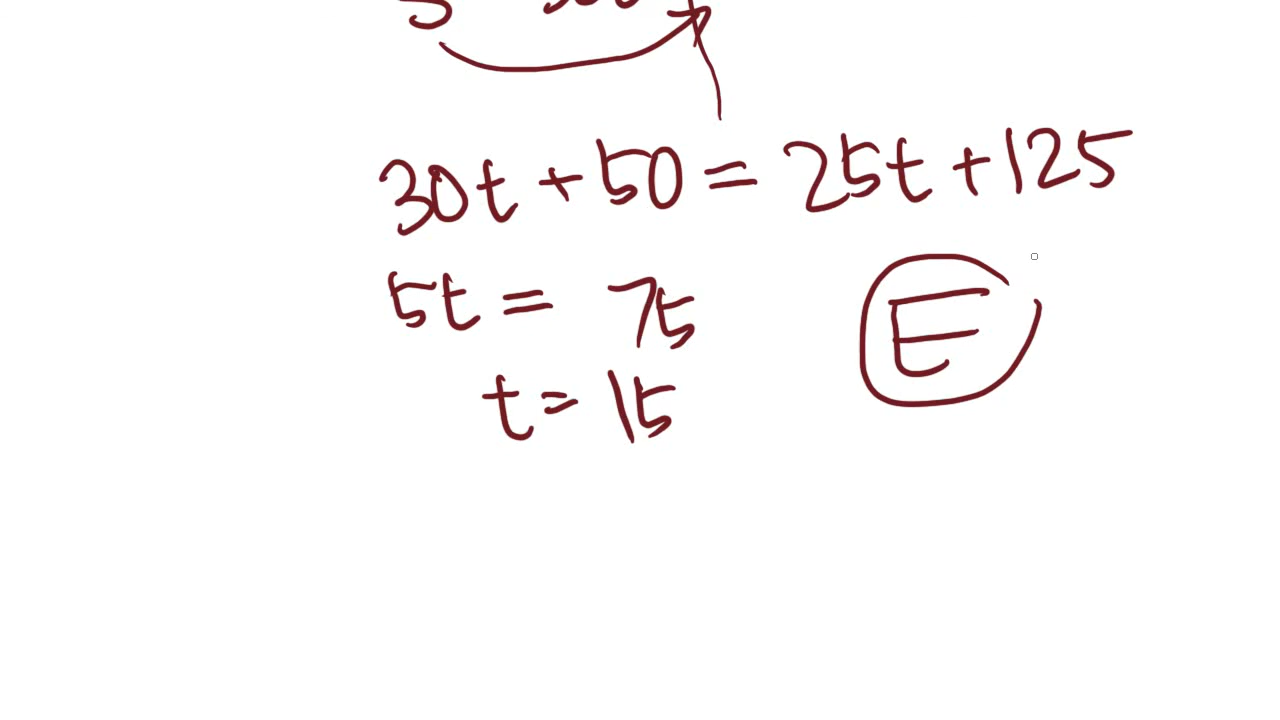 30t + 50 = 25t + 125
5t = 75
E
t = 15